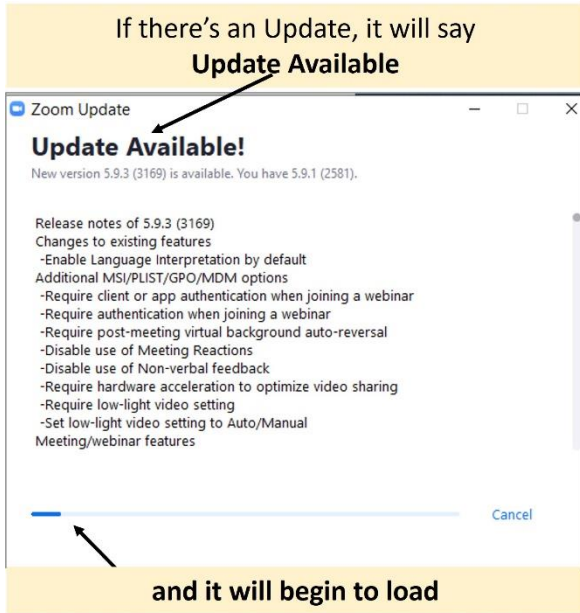 If there's an Update, it will say
Update Available
Zoom Update
Update Available!
New version 5.9.3 (3169) is available. You have 5.9.1 (2581).
Release notes of 5.9.3 (3169)
Changes to existing features
-Enable Language Interpretation by default
Additional MSI/PLIST/GPO/MDM options
-Require client or app authentication when joining a webinar
-Require authentication when joining a webinar
-Require post-meeting virtual background auto-reversal
-Disable use of Meeting Reactions
-Disable use of Non-verbal feedback
-Require hardware acceleration to optimize video sharing
-Require low-light video setting
-Set low-light video setting to Auto/Manual
Meeting/webinar features
Cancel
and it will begin to load